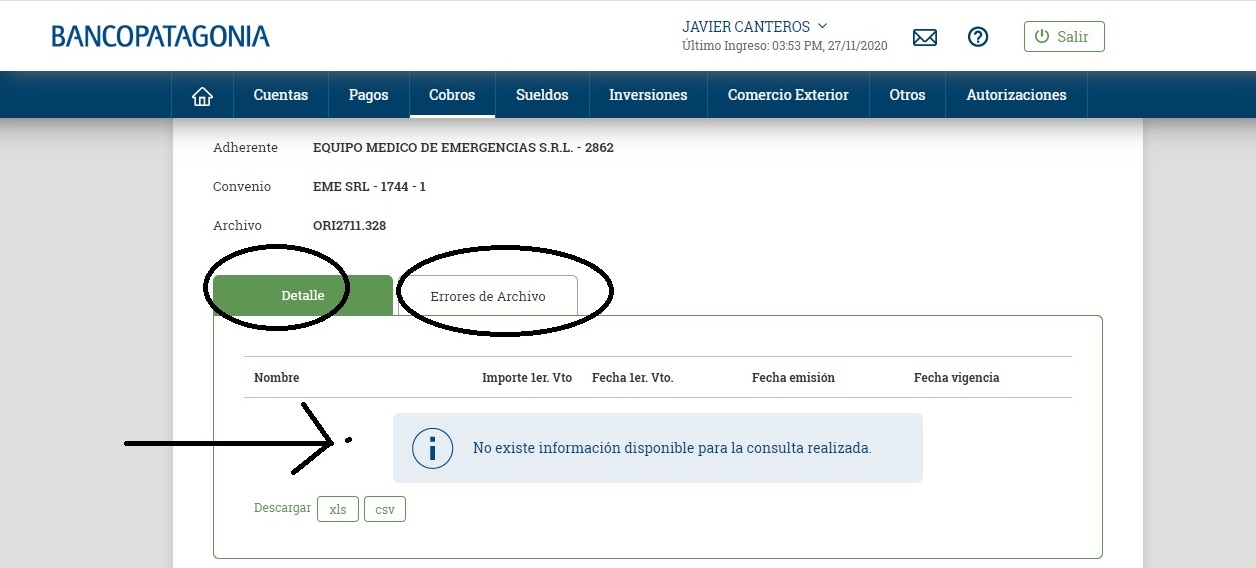 BANCOPATAGONIA
JAVIER CANTEROS
Último Ingreso: 03:53 PM, 27/11/2020
Salir
Cuentas Pagos Cobros Sueldos Inversiones Comercio Exterior Otros Autorizaciones
Adherente EQUIPO MEDICO DE EMERGENCIAS S.R.L. - 2862
Convenio EME SRL - 1744 - 1
Archivo ORI2711.328
Detalle Errores de Archivo
Nombre Importe 1er. Vto Fecha 1er. Vto. Fecha emisión Fecha vigencia
No existe información disponible para la consulta realizada.
Descargar xls csv